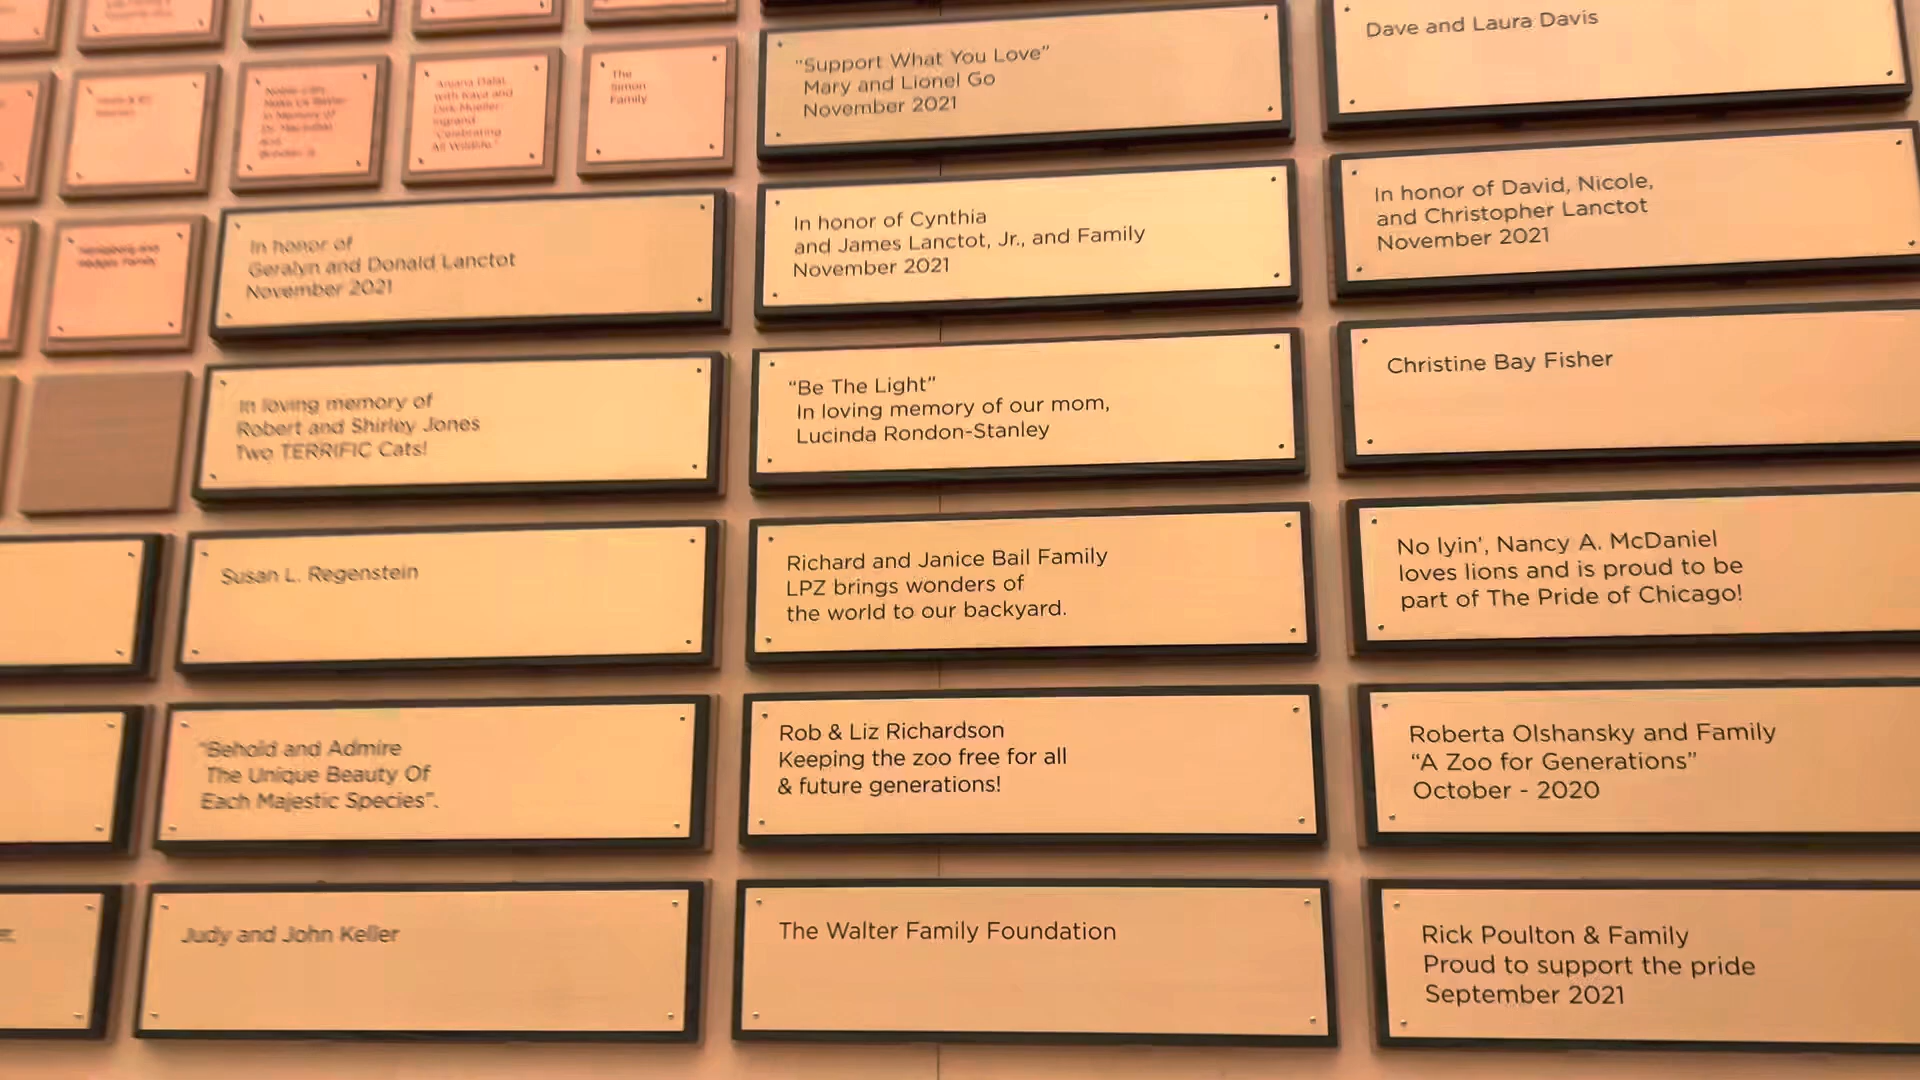 The
Simon
Family
"Support What You Love"
Mary and Lionel Go
November 2021
Dave and Laura Davis
In honor of
Geralyn and Donald Lanctot
November 2021
In honor of Cynthia
and James Lanctot, Jr., and Family
November 2021
In honor of David, Nicole,
and Christopher Lanctot
November 2021
In loving memory of
Robert and Shirley Jones
Two TERRIFIC Cats!
"Be The Light"
In loving memory of our mom,
Lucinda Rondon-Stanley
Christine Bay Fisher
Susan L. Regenstein
Richard and Janice Bail Family
LPZ brings wonders of
the world to our backyard.
No lyin', Nancy A. McDaniel
loves lions and is proud to be
part of The Pride of Chicago!
"Behold and Admire
The Unique Beauty Of
Each Majestic Species".
Rob & Liz Richardson
Keeping the zoo free for all
& future generations!
Roberta Olshansky and Family
"A Zoo for Generations"
October - 2020
Judy and John Keller
The Walter Family Foundation
Rick Poulton & Family
Proud to support the pride
September 2021